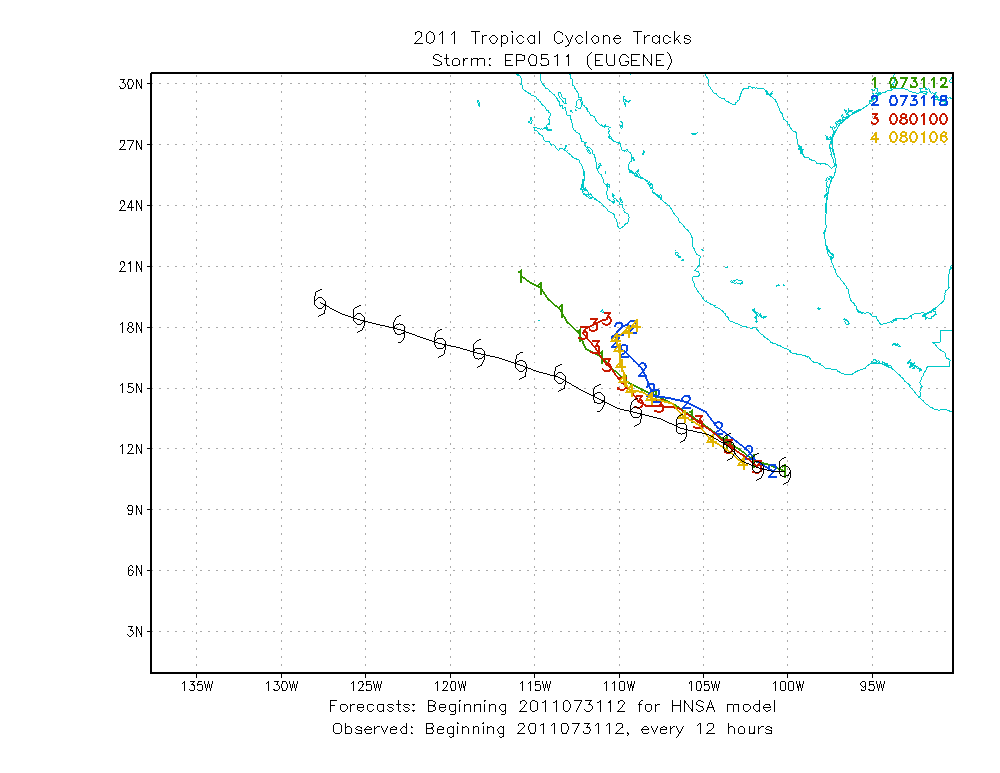 2011 Tropical Cyclone Tracks
Storm: EP0511 (EUGENE)
1 073112
2 073118
3 080100
4 080106
30N
27N
24N
21N
18N
15N
12N
9N
6N
3N
135W 130W 125W 120W 115W 110W 105W 100W 95W
Forecasts: Beginning 2011073112 for HNSA model
Observed: Beginning 2011073112, every 12 hours